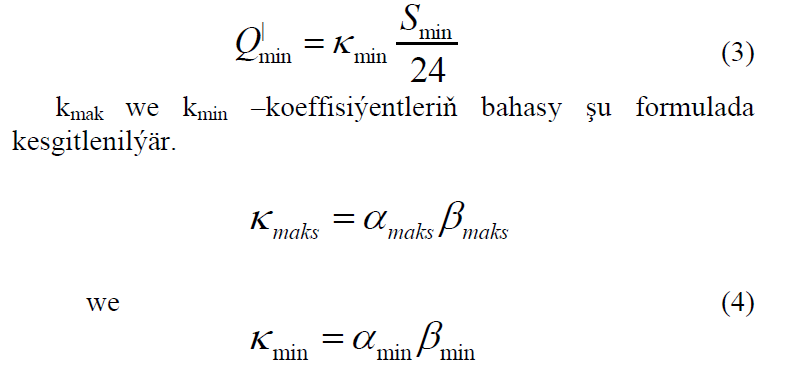 Q|min = κmin Smin/24 (3)
kmak we kmin –koeffisiýentleriň bahasy şu formulada
kesgitlenilýär.
κmaks = αmaks βmaks
we (4)
κmin = αmin βmin